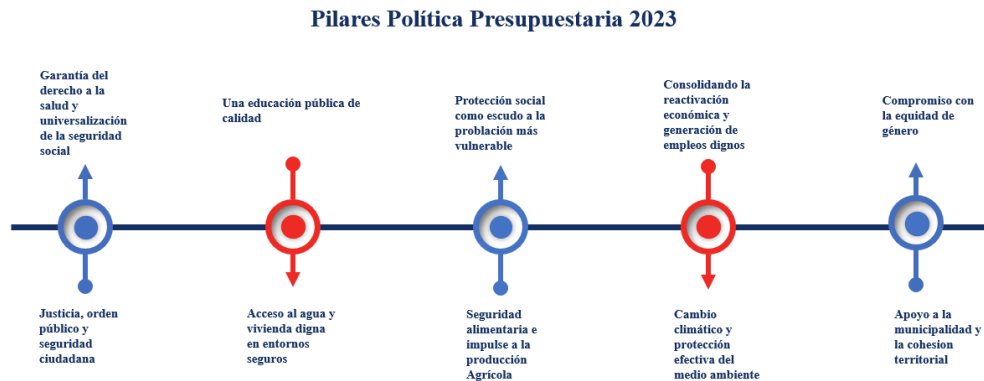 Pilares Política Presupuestaria 2023
Garantía del
derecho a la
salud y
universialización
de la seguridad
social
Una educación pública de
calidad
Protección social
como escudo a la
problación más
vulnerable
Consolidando la
reactivación
económica y
generación de
empleos dignos
Compromiso con
la equidad de
género
Justicia, orden
público y
seguridad
ciudadana
Acceso al agua y
vivienda digna
en entornos
seguros
Seguridad
alimentaria e
impulse a la
producción
Agrícola
Cambio
climático y
protección
efectiva del
medio ambiente
Apoyo a la
municipalidad y
la cohesion
territorial